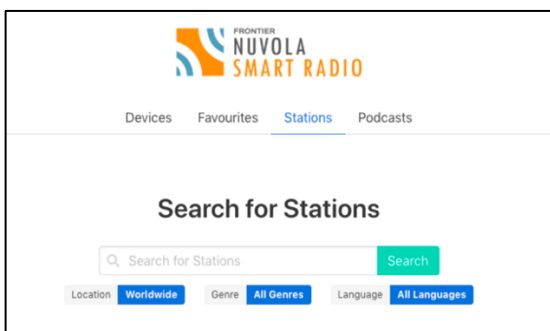 FRONTIER
NUVOLA
SMART RADIO
Devices Favourites Stations Podcasts
Search for Stations
Search for Stations Search
Location Worldwide Genre All Genres Language All Languages